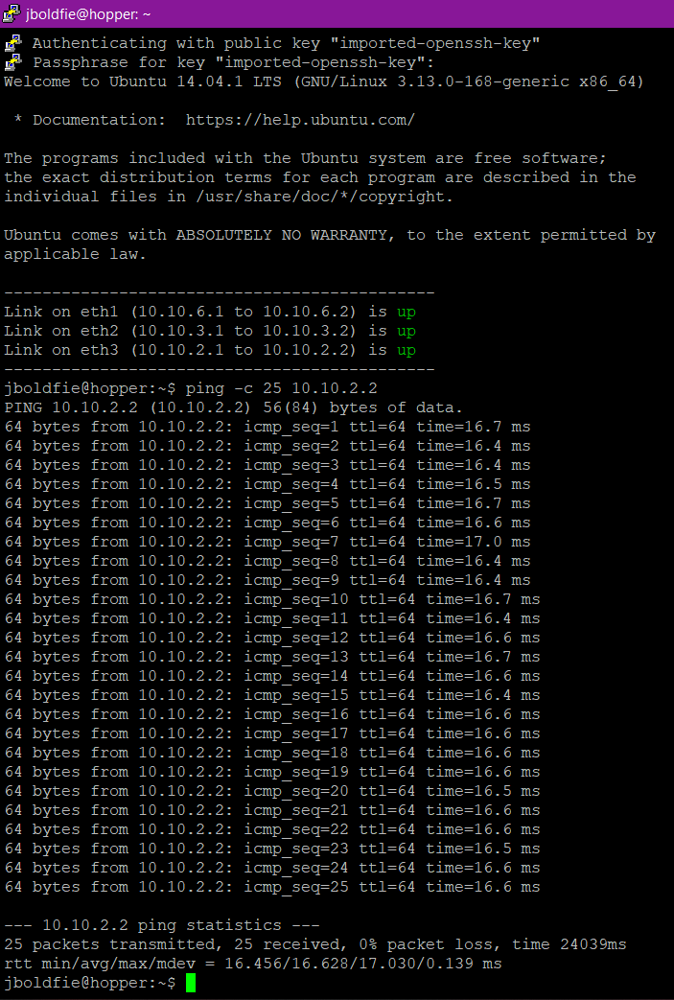 jboldfie@hopper: ~
Authenticating with public key "imported-openssh-key"
Passphrase for key "imported-openssh-key":
Welcome to Ubuntu 14.04.1 LTS (GNU/Linux 3.13.0-168-generic x86_64)
 * Documentation:  https://help.ubuntu.com/
The programs included with the Ubuntu system are free software;
the exact distribution terms for each program are described in the
individual files in /usr/share/doc/*/copyright.
Ubuntu comes with ABSOLUTELY NO WARRANTY, to the extent permitted by
applicable law.
---------------------------------------------
Link on eth1 (10.10.6.1 to 10.10.6.2) is up
Link on eth2 (10.10.3.1 to 10.10.3.2) is up
Link on eth3 (10.10.2.1 to 10.10.2.2) is up
---------------------------------------------
jboldfie@hopper:~$ ping -c 25 10.10.2.2
PING 10.10.2.2 (10.10.2.2) 56(84) bytes of data.
64 bytes from 10.10.2.2: icmp_seq=1 ttl=64 time=16.7 ms
64 bytes from 10.10.2.2: icmp_seq=2 ttl=64 time=16.4 ms
64 bytes from 10.10.2.2: icmp_seq=3 ttl=64 time=16.4 ms
64 bytes from 10.10.2.2: icmp_seq=4 ttl=64 time=16.5 ms
64 bytes from 10.10.2.2: icmp_seq=5 ttl=64 time=16.7 ms
64 bytes from 10.10.2.2: icmp_seq=6 ttl=64 time=16.6 ms
64 bytes from 10.10.2.2: icmp_seq=7 ttl=64 time=17.0 ms
64 bytes from 10.10.2.2: icmp_seq=8 ttl=64 time=16.4 ms
64 bytes from 10.10.2.2: icmp_seq=9 ttl=64 time=16.4 ms
64 bytes from 10.10.2.2: icmp_seq=10 ttl=64 time=16.7 ms
64 bytes from 10.10.2.2: icmp_seq=11 ttl=64 time=16.4 ms
64 bytes from 10.10.2.2: icmp_seq=12 ttl=64 time=16.6 ms
64 bytes from 10.10.2.2: icmp_seq=13 ttl=64 time=16.7 ms
64 bytes from 10.10.2.2: icmp_seq=14 ttl=64 time=16.6 ms
64 bytes from 10.10.2.2: icmp_seq=15 ttl=64 time=16.4 ms
64 bytes from 10.10.2.2: icmp_seq=16 ttl=64 time=16.6 ms
64 bytes from 10.10.2.2: icmp_seq=17 ttl=64 time=16.6 ms
64 bytes from 10.10.2.2: icmp_seq=18 ttl=64 time=16.6 ms
64 bytes from 10.10.2.2: icmp_seq=19 ttl=64 time=16.6 ms
64 bytes from 10.10.2.2: icmp_seq=20 ttl=64 time=16.5 ms
64 bytes from 10.10.2.2: icmp_seq=21 ttl=64 time=16.6 ms
64 bytes from 10.10.2.2: icmp_seq=22 ttl=64 time=16.6 ms
64 bytes from 10.10.2.2: icmp_seq=23 ttl=64 time=16.5 ms
64 bytes from 10.10.2.2: icmp_seq=24 ttl=64 time=16.6 ms
64 bytes from 10.10.2.2: icmp_seq=25 ttl=64 time=16.6 ms
--- 10.10.2.2 ping statistics ---
25 packets transmitted, 25 received, 0% packet loss, time 24039ms
rtt min/avg/max/mdev = 16.456/16.628/17.030/0.139 ms
jboldfie@hopper:~$